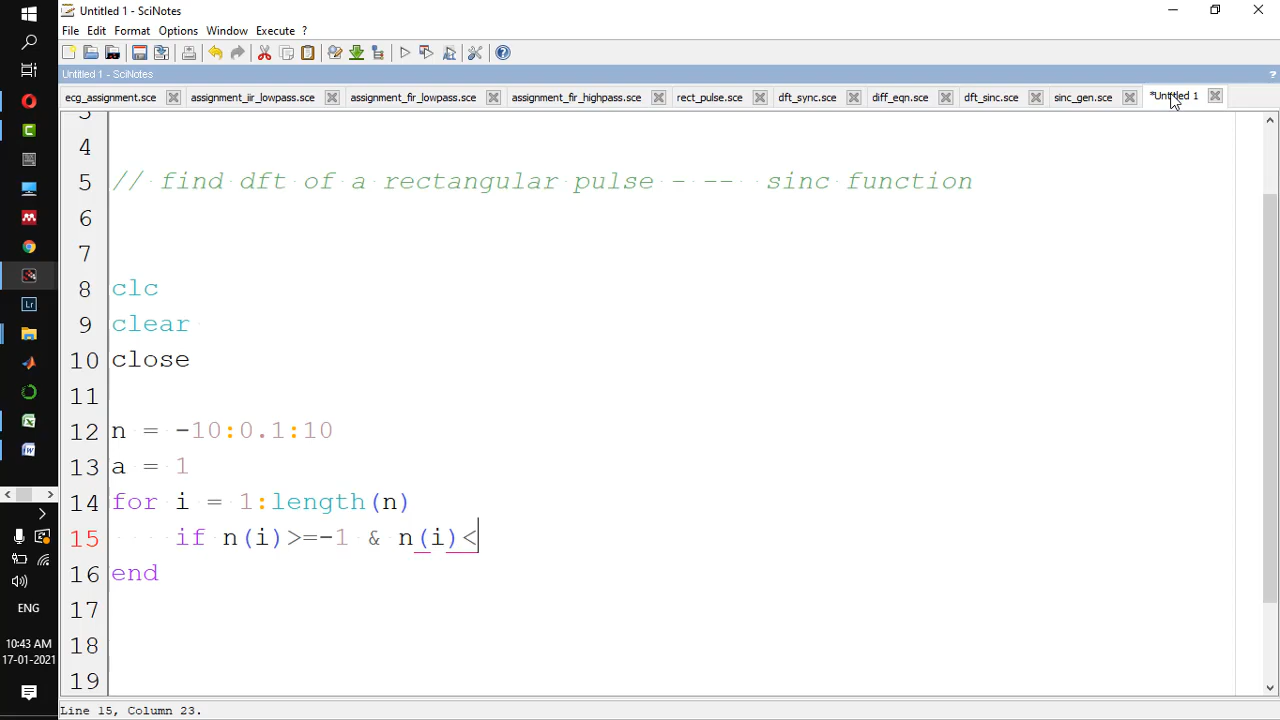 Untitled 1 - SciNotes
File Edit Format Options Window Execute ?
Untitled 1 - SciNotes ?
ecg_assignment.sce assignment_iir_lowpass.sce assignment_fir_lowpass.sce assignment_fir_highpass.sce rect_pulse.sce dft_sync.sce diff_eqn.sce dft_sinc.sce sinc_gen.sce *Untitled 1
4
5 // find dft of a rectangular pulse - -- sinc function
6
7
8 clc
9 clear
10 close
11
12 n = -10:0.1:10
13 a = 1
14 for i = 1:length(n)
15 if n(i)>=-1 & n(i)<
16 end
17
18
19
Line 15, Column 23.
Lr
ENG
10:43 AM
17-01-2021